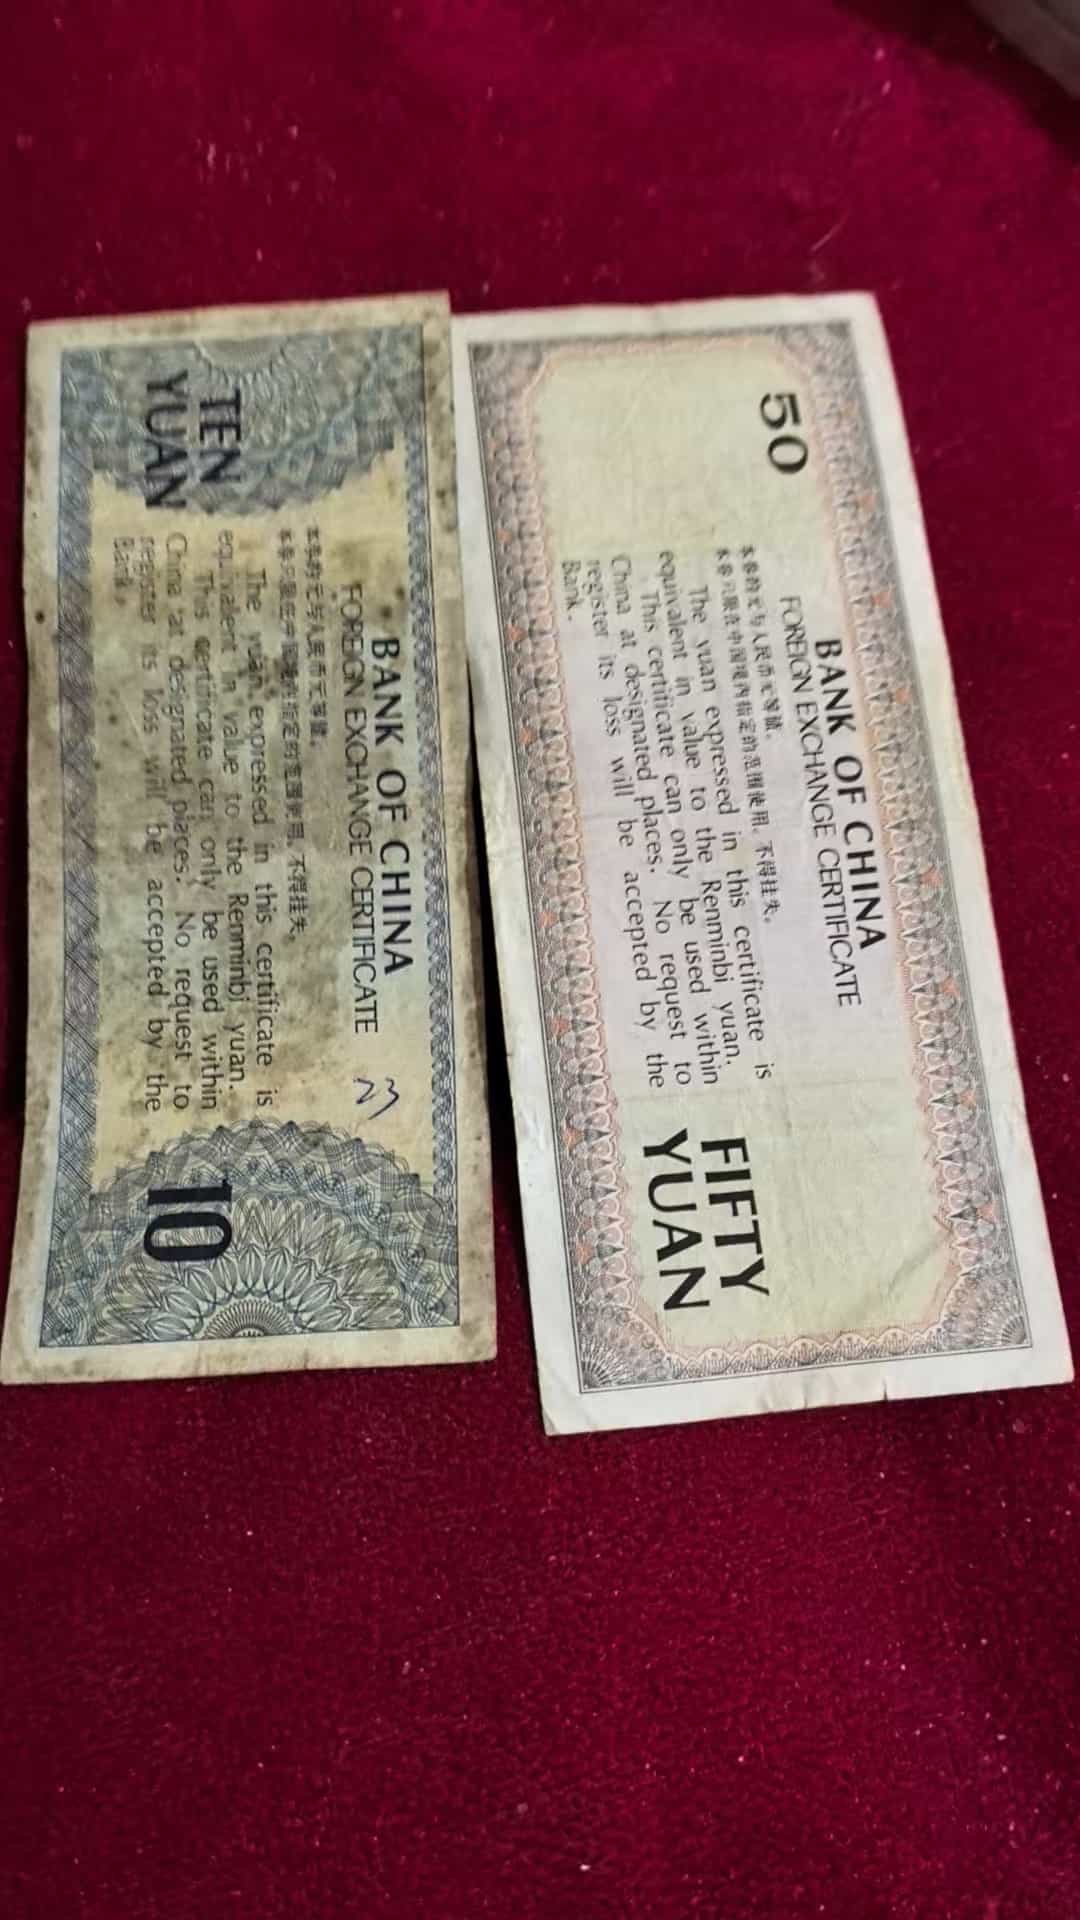 BANK OF CHINA
FOREIGN EXCHANGE CERTIFICATE
23
本券的元与人民币元等值。
本券只限在中国境内指定的范围使用。不得挂失。
The yuan expressed in this certificate is
equivalent in value to the Renminbi yuan.
This certificate can only be used within
China at designated places. No request to
register its loss will be accepted by the
Bank.
TEN
YUAN
10
50
BANK OF CHINA
FOREIGN EXCHANGE CERTIFICATE
本券的元与人民币元等值。
本券只限在中国境内指定的范围使用。不得挂失。
The yuan expressed in this certificate is
equivalent in value to the Renminbi yuan.
This certificate can only be used within
China at designated places. No request to
register its loss will be accepted by the
Bank.
FIFTY
YUAN